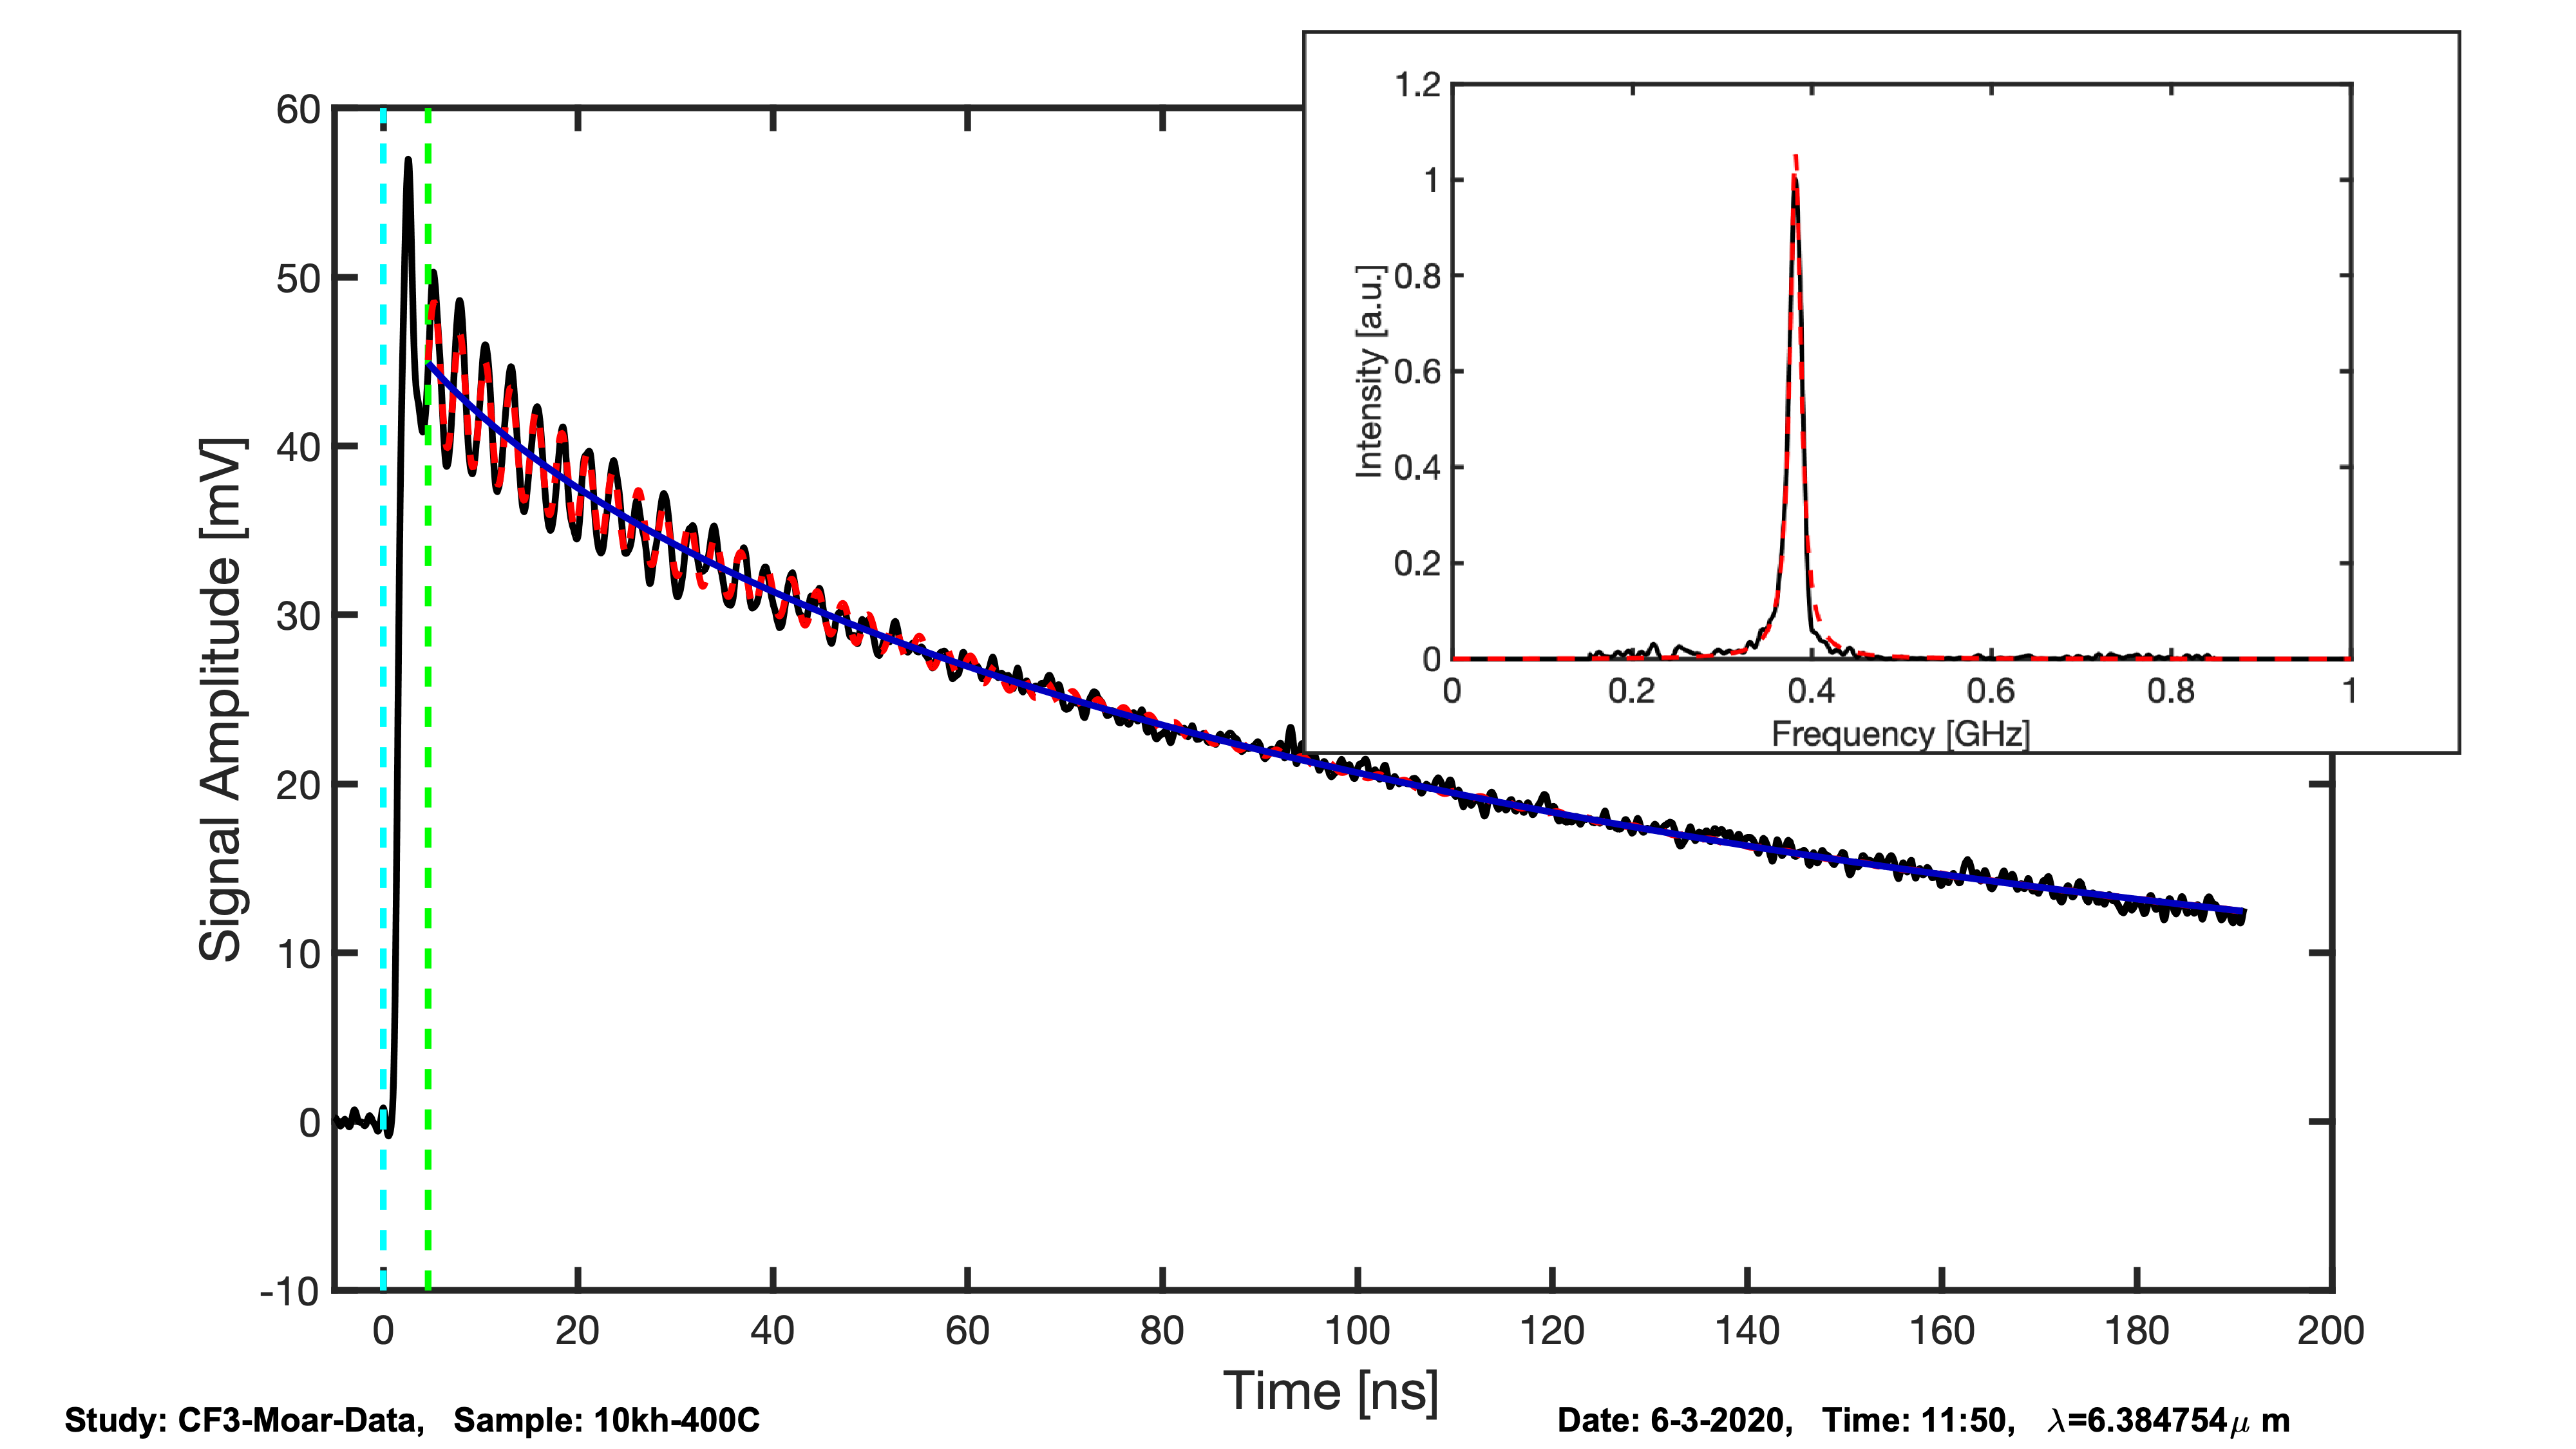 60
50
40
30
20
10
0
-10
Signal Amplitude [mV]
0 20 40 60 80 100 120 140 160 180 200
Time [ns]
1.2
1
0.8
0.6
0.4
0.2
0
Intensity [a.u.]
0 0.2 0.4 0.6 0.8 1
Frequency [GHz]
Study: CF3-Moar-Data, Sample: 10kh-400C
Date: 6-3-2020, Time: 11:50, λ=6.384754μ m